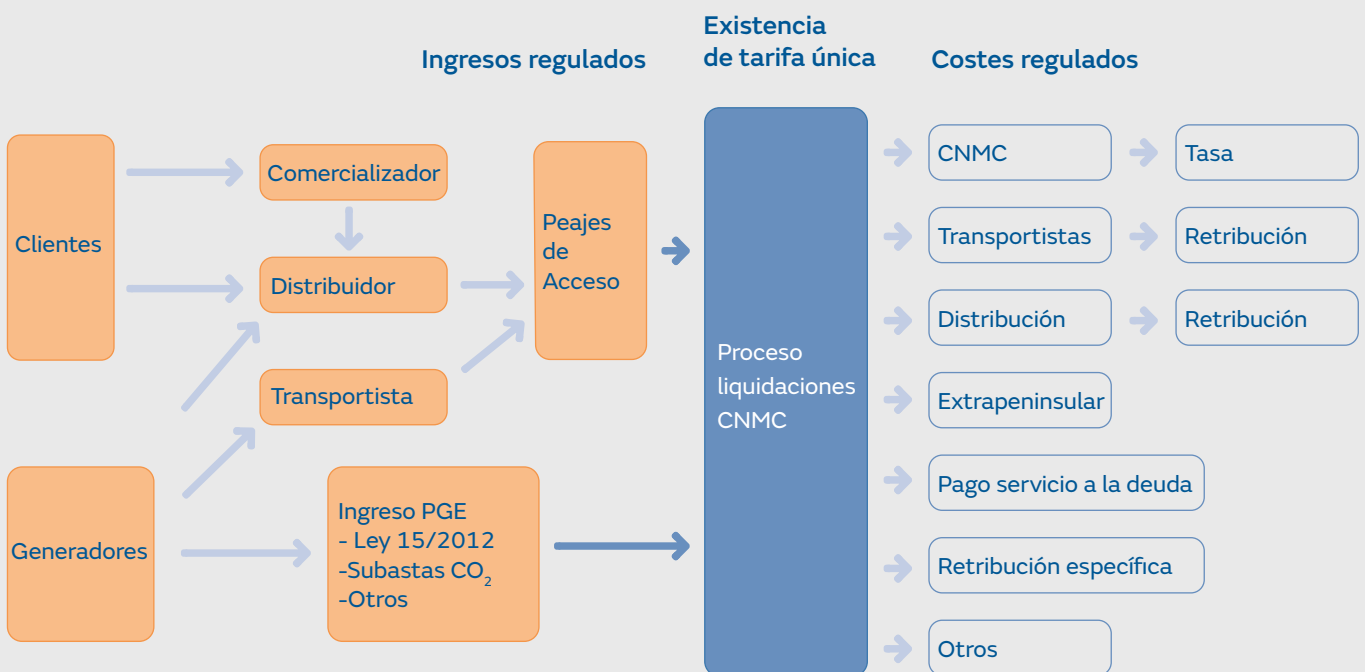 Ingresos regulados
Existencia
de tarifa única
Costes regulados
Clientes
Comercializador
Distribuidor
Transportista
Peajes
de
Acceso
Generadores
Ingreso PGE
- Ley 15/2012
-Subastas CO₂
-Otros
Proceso
liquidaciones
CNMC
CNMC
Tasa
Transportistas
Retribución
Distribución
Retribución
Extrapeninsular
Pago servicio a la deuda
Retribución específica
Otros